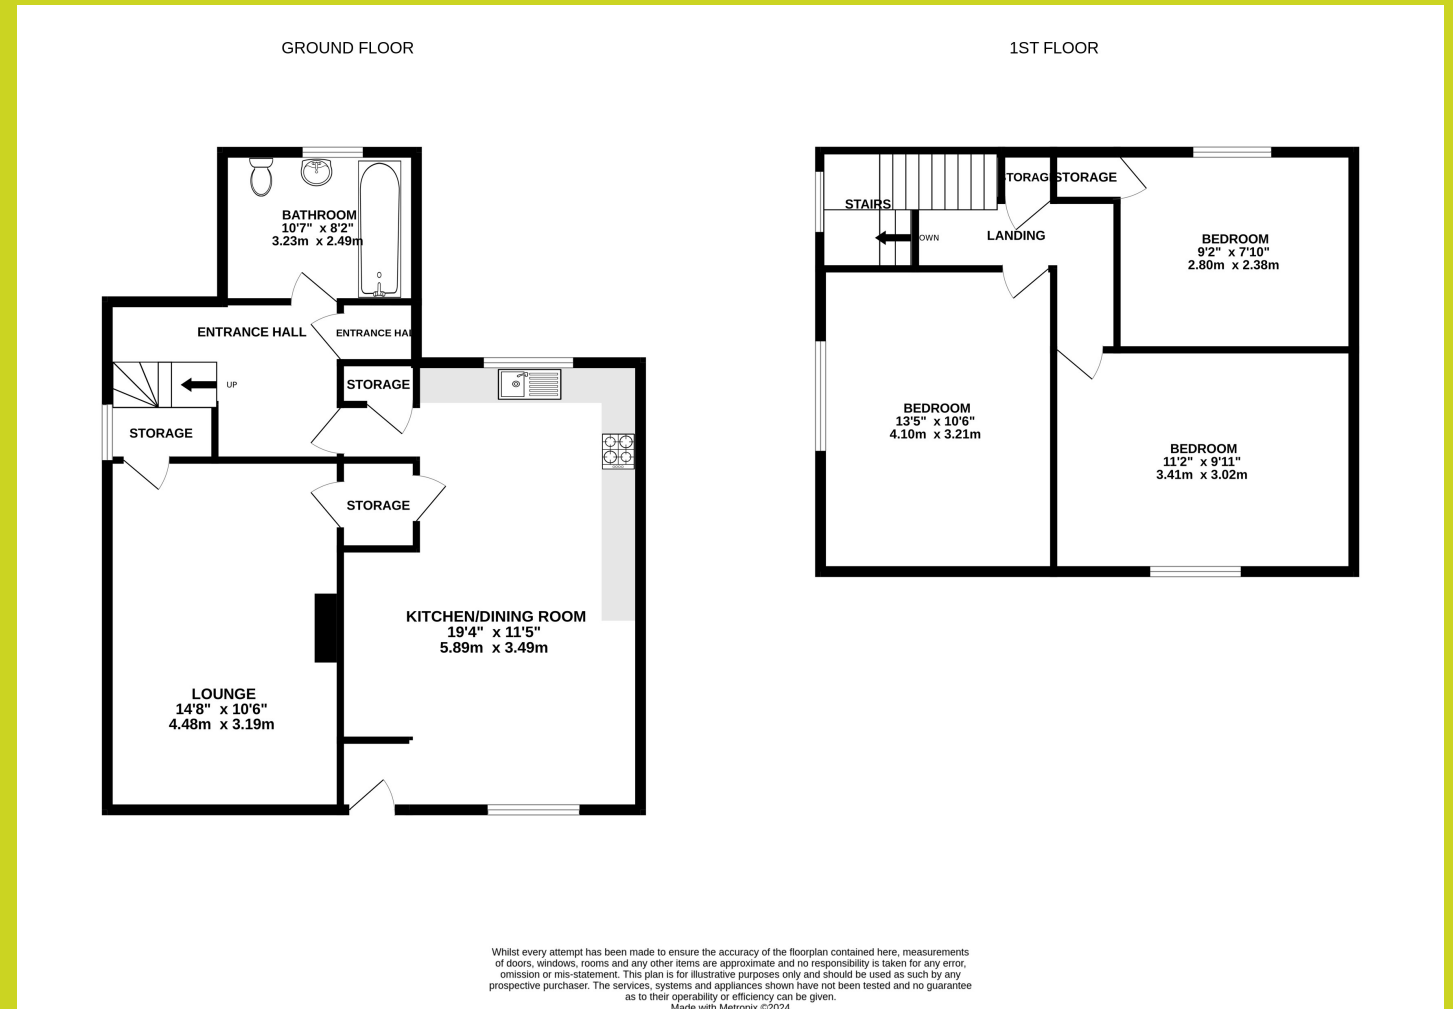 GROUND FLOOR
1ST FLOOR
BATHROOM
10'7" x 8'2"
3.23m x 2.49m
ENTRANCE HALL
ENTRANCE HAL
UP
STORAGE
STORAGE
STORAGE
KITCHEN/DINING ROOM
19'4" x 11'5"
5.89m x 3.49m
LOUNGE
14'8" x 10'6"
4.48m x 3.19m
STORAGE
STORAGE
STAIRS
OWN
LANDING
BEDROOM
9'2" x 7'10"
2.80m x 2.38m
BEDROOM
13'5" x 10'6"
4.10m x 3.21m
BEDROOM
11'2" x 9'11"
3.41m x 3.02m
Whilst every attempt has been made to ensure the accuracy of the floorplan contained here, measurements
of doors, windows, rooms and any other items are approximate and no responsibility is taken for any error,
omission or mis-statement. This plan is for illustrative purposes only and should be used as such by any
prospective purchaser. The services, systems and appliances shown have not been tested and no guarantee
as to their operability or efficiency can be given.
Made with Metropix ©2024